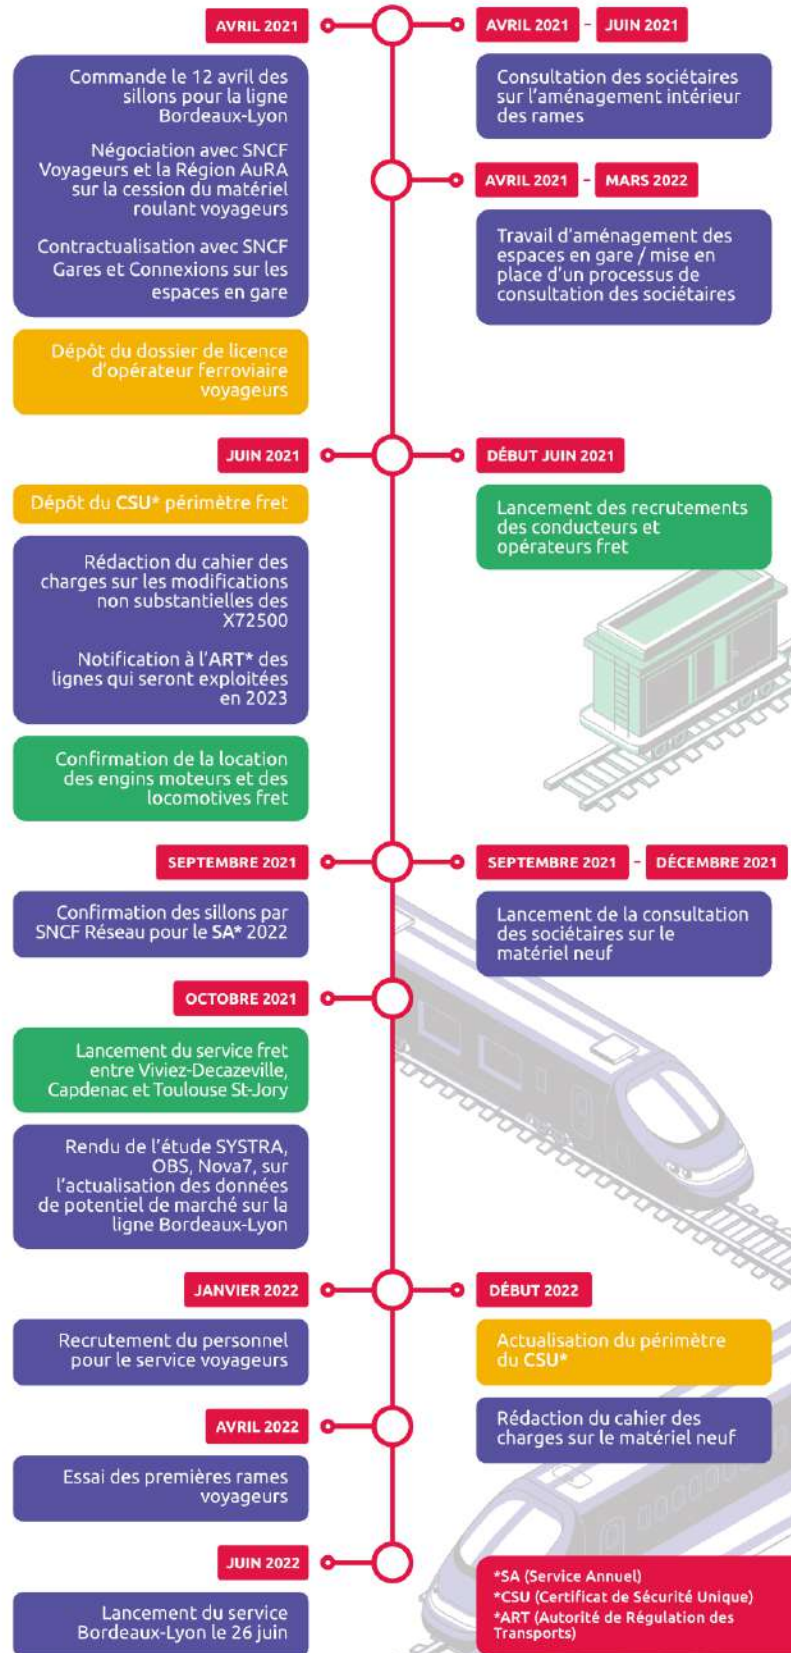 AVRIL 2021
Commande le 12 avril des
sillons pour la ligne
Bordeaux-Lyon
Négociation avec SNCF
Voyageurs et la Région AuRA
sur la cession du matériel
roulant voyageurs
Contractualisation avec SNCF
Gares et Connexions sur les
espaces en gare
Dépôt du dossier de licence
d'opérateur ferroviaire
voyageurs
AVRIL 2021 - JUIN 2021
Consultation des sociétaires
sur l'aménagement intérieur
des rames
AVRIL 2021 - MARS 2022
Travail d'aménagement des
espaces en gare / mise en
place d'un processus de
consultation des sociétaires
JUIN 2021
Dépôt du CSU* périmètre fret
Rédaction du cahier des
charges sur les modifications
non substantielles des
X72500
Notification à l'ART* des
lignes qui seront exploitées
en 2023
Confirmation de la location
des engins moteurs et des
locomotives fret
DÉBUT JUIN 2021
Lancement des recrutements
des conducteurs et
opérateurs fret
SEPTEMBRE 2021
Confirmation des sillons par
SNCF Réseau pour le SA* 2022
SEPTEMBRE 2021 - DÉCEMBRE 2021
Lancement de la consultation
des sociétaires sur le
matériel neuf
OCTOBRE 2021
Lancement du service fret
entre Viviez-Decazeville,
Capdenac et Toulouse St-Jory
Rendu de l'étude SYSTRA,
OBS, Nova7, sur
l'actualisation des données
de potentiel de marché sur la
ligne Bordeaux-Lyon
JANVIER 2022
Recrutement du personnel
pour le service voyageurs
DÉBUT 2022
Actualisation du périmètre
du CSU*
Rédaction du cahier des
charges sur le matériel neuf
AVRIL 2022
Essai des premières rames
voyageurs
JUIN 2022
Lancement du service
Bordeaux-Lyon le 26 juin
*SA (Service Annuel)
*CSU (Certificat de Sécurité Unique)
*ART (Autorité de Régulation des
Transports)